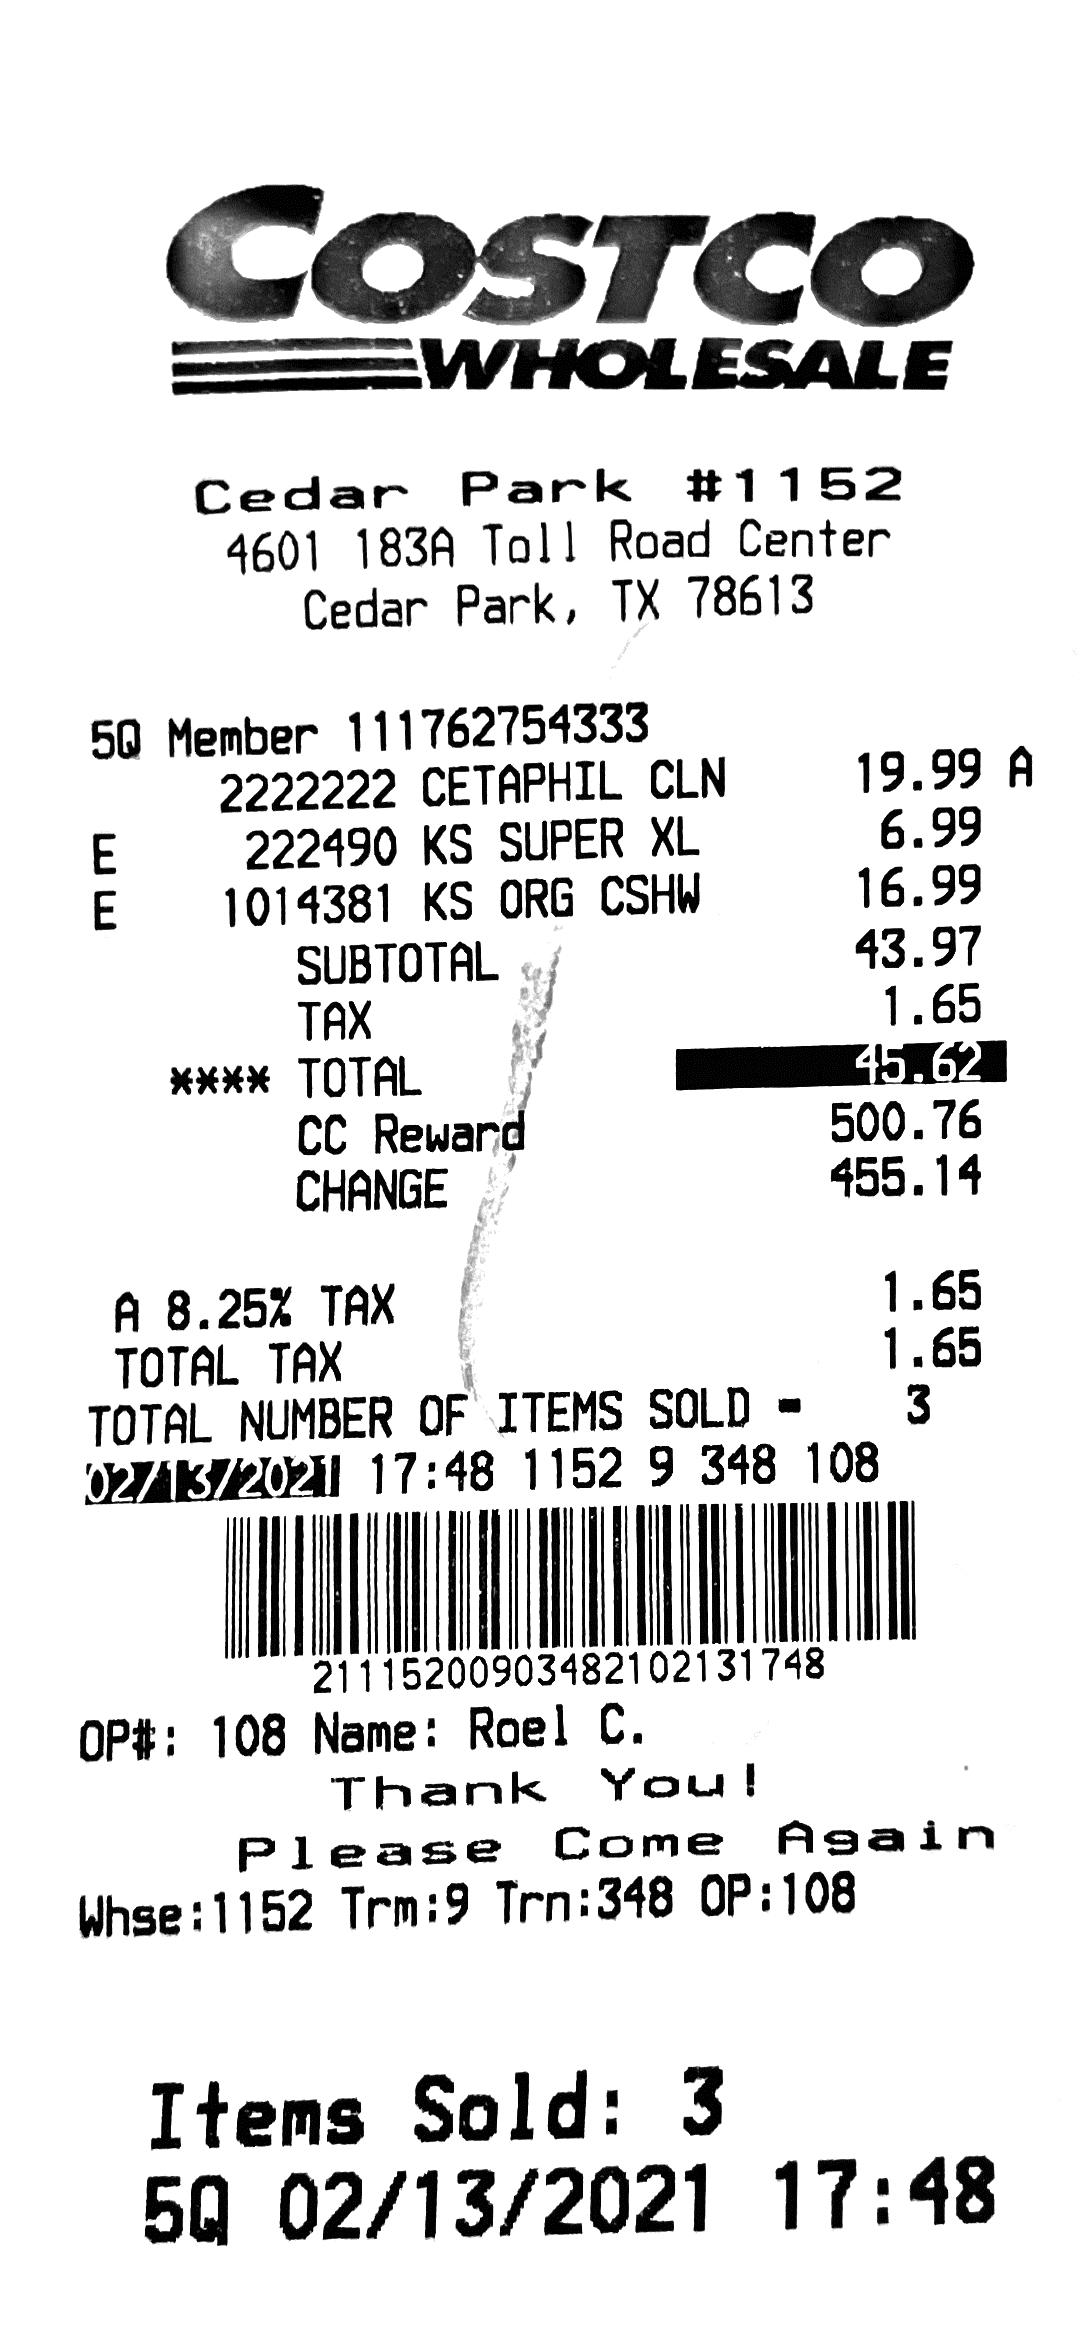 COSTCO
WHOLESALE
Cedar Park #1152
4601 183A Toll Road Center
Cedar Park, TX 78613
5Q Member 111762754333
2222222 CETAPHIL CLN 19.99 A
E 222490 KS SUPER XL 6.99
E 1014381 KS ORG CSHW 16.99
SUBTOTAL 43.97
TAX 1.65
**** TOTAL 45.62
CC Reward 500.76
CHANGE 455.14
A 8.25% TAX 1.65
TOTAL TAX 1.65
TOTAL NUMBER OF ITEMS SOLD = 3
02/13/2021 17:48 1152 9 348 108
21115200903482102131748
OP#: 108 Name: Roel C.
Thank You!
Please Come Again
Whse:1152 Trm:9 Trn:348 OP:108
Items Sold: 3
5Q 02/13/2021 17:48